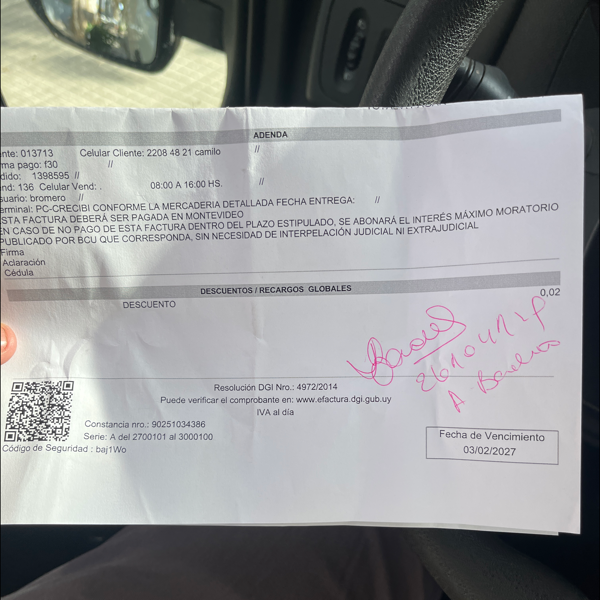 ADENDA
nte: 013713 Celular Cliente: 2208 48 21 camilo //
ma pago: f30 //
dido: 1398595 //
nd: 136 Celular Vend: . 08:00 A 16:00 HS. //
suario: bromero //
erminal: PC-CRECIBI CONFORME LA MERCADERIA DETALLADA FECHA ENTREGA: //
STA FACTURA DEBERÁ SER PAGADA EN MONTEVIDEO
EN CASO DE NO PAGO DE ESTA FACTURA DENTRO DEL PLAZO ESTIPULADO, SE ABONARÁ EL INTERÉS MÁXIMO MORATORIO
PUBLICADO POR BCU QUE CORRESPONDA, SIN NECESIDAD DE INTERPELACIÓN JUDICIAL NI EXTRAJUDICIAL
Firma
Aclaración
Cédula
DESCUENTOS / RECARGOS GLOBALES
DESCUENTO 0,02
Resolución DGI Nro.: 4972/2014
Puede verificar el comprobante en: www.efactura.dgi.gub.uy
IVA al día
Constancia nro.: 90251034386
Serie: A del 2700101 al 3000100
Código de Seguridad : baj1Wo
Fecha de Vencimiento
03/02/2027